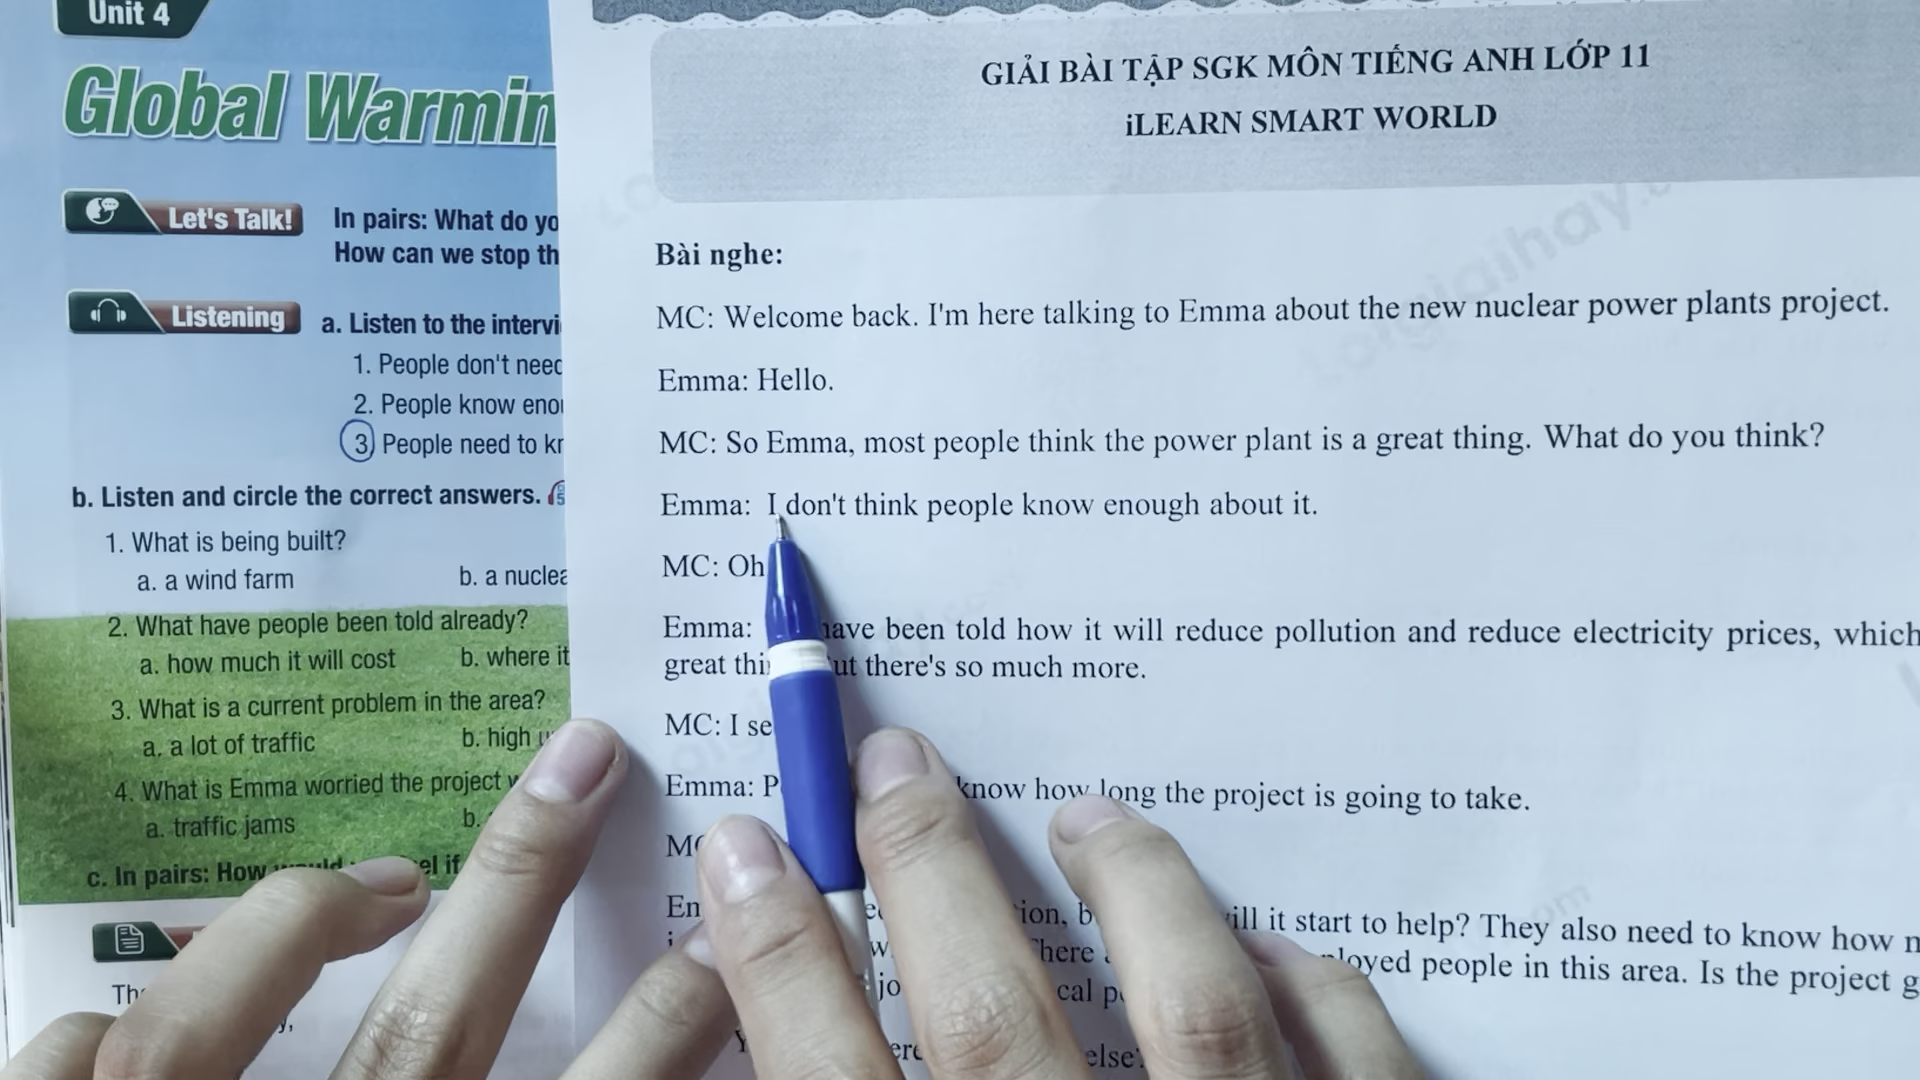 Unit 4
Global Warmin
Let's Talk!
In pairs: What do yo
How can we stop th
Listening
a. Listen to the intervi
1. People don't need
2. People know eno
3. People need to kr
b. Listen and circle the correct answers.
1. What is being built?
a. a wind farm
b. a nuclea
2. What have people been told already?
a. how much it will cost
b. where it
3. What is a current problem in the area?
a. a lot of traffic
b. high
4. What is Emma worried the project w
a. traffic jams
b.
c. In pairs: How would el if
Th
y,
GIẢI BÀI TẬP SGK MÔN TIẾNG ANH LỚP 11
iLEARN SMART WORLD
Bài nghe:
MC: Welcome back. I'm here talking to Emma about the new nuclear power plants project.
Emma: Hello.
MC: So Emma, most people think the power plant is a great thing. What do you think?
Emma: I don't think people know enough about it.
MC: Oh
Emma: have been told how it will reduce pollution and reduce electricity prices, which
great thi ut there's so much more.
MC: I se
Emma: P know how long the project is going to take.
MC
Em ion, b ill it start to help? They also need to know how m
w here loyed people in this area. Is the project g
jo cal p
Y ere else?
loigiaihay.com